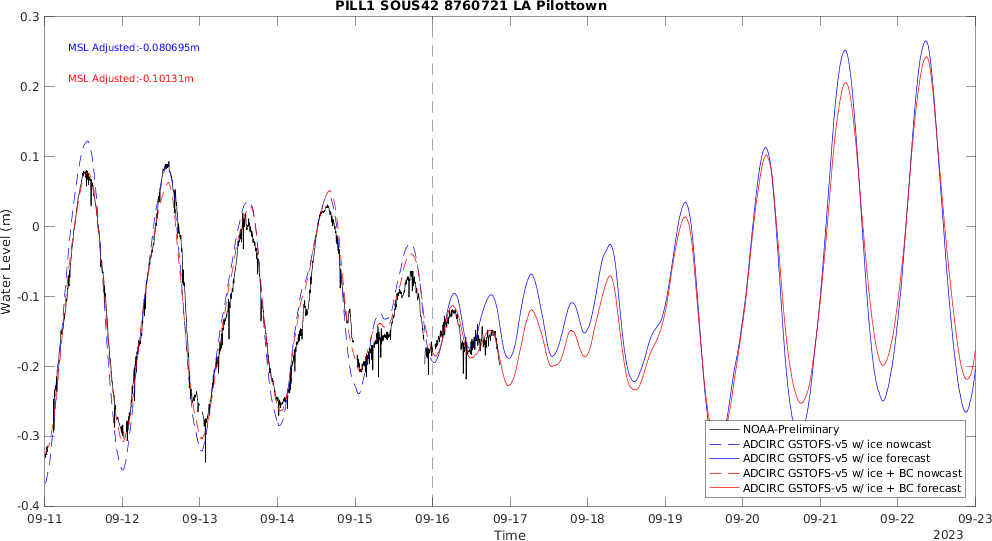 PILL1 SOUS42 8760721 LA Pilottown
0.3
MSL Adjusted:-0.080695m
MSL Adjusted:-0.10131m
0.2
0.1
0
-0.1
-0.2
-0.3
-0.4
Water Level (m)
NOAA-Preliminary
ADCIRC GSTOFS-v5 w/ ice nowcast
ADCIRC GSTOFS-v5 w/ ice forecast
ADCIRC GSTOFS-v5 w/ ice + BC nowcast
ADCIRC GSTOFS-v5 w/ ice + BC forecast
09-11 09-12 09-13 09-14 09-15 09-16 09-17 09-18 09-19 09-20 09-21 09-22 09-23
Time
2023